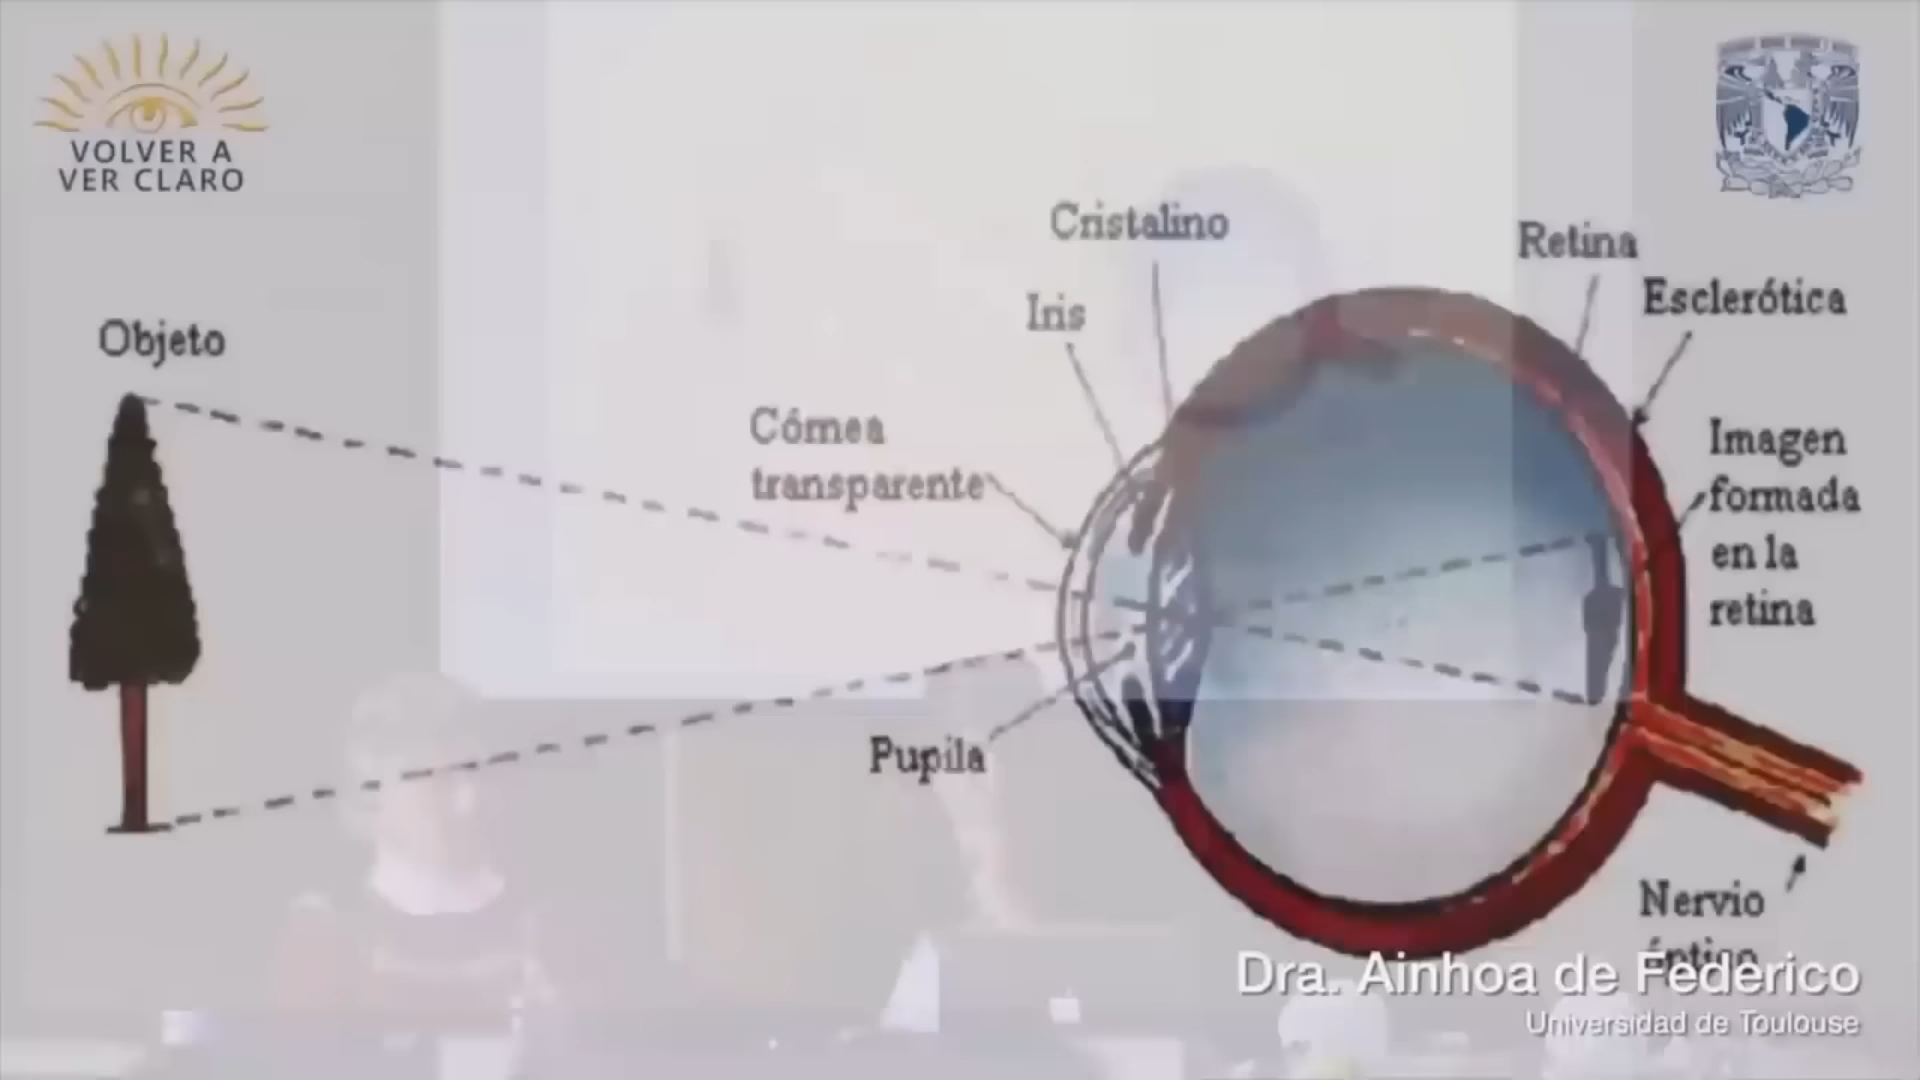 VOLVER A
VER CLARO
Cristalino
Retina
Iris
Esclerótica
Objeto
Córnea
transparente
Imagen
formada
en la
retina
Pupila
Nervio
óptico
Dra. Ainhoa de Federico
Universidad de Toulouse